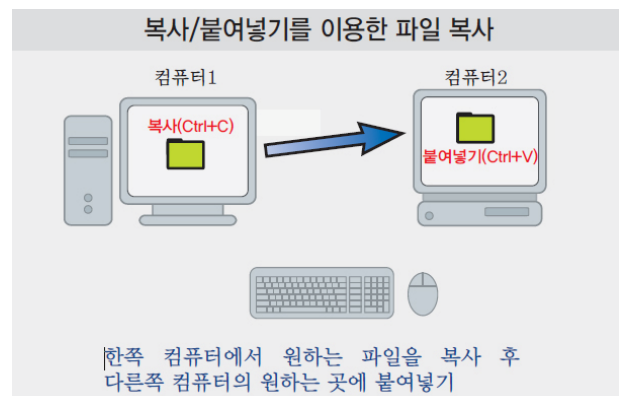 복사/붙여넣기를 이용한 파일 복사
컴퓨터1
컴퓨터2
복사(Ctrl+C)
붙여넣기(Ctrl+V)
한쪽 컴퓨터에서 원하는 파일을 복사 후
다른쪽 컴퓨터의 원하는 곳에 붙여넣기